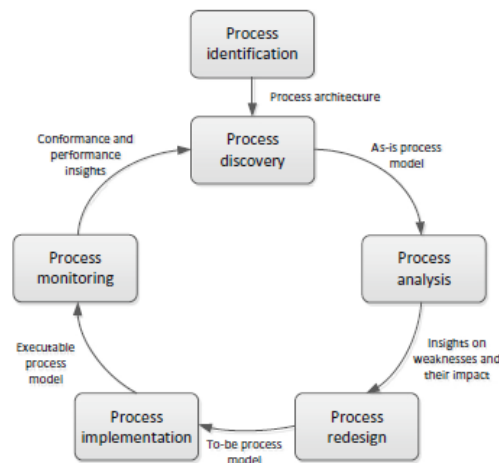 Process
identification
Process architecture
Process
discovery
As-is process
model
Process
analysis
Insights on
weaknesses and
their impact
Process
redesign
To-be process
model
Process
implementation
Executable
process
model
Process
monitoring
Conformance and
performance
insights